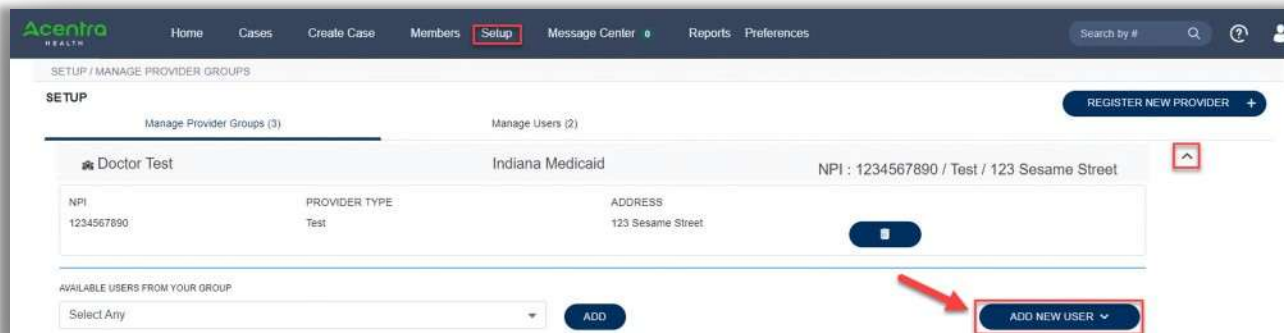 Acentra
HEALTH
Home Cases Create Case Members Setup Message Center 0 Reports Preferences Search by #
SETUP / MANAGE PROVIDER GROUPS
SETUP
REGISTER NEW PROVIDER +
Manage Provider Groups (3) Manage Users (2)
Doctor Test Indiana Medicaid NPI : 1234567890 / Test / 123 Sesame Street
NPI PROVIDER TYPE ADDRESS
1234567890 Test 123 Sesame Street
AVAILABLE USERS FROM YOUR GROUP
Select Any ADD ADD NEW USER